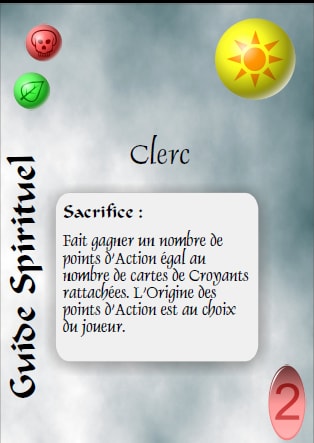 Clerc
Guide Spirituel
Sacrifice :
Fait gagner un nombre de
points d'Action égal au
nombre de cartes de Croyants
rattachées. L'Origine des
points d'Action est au choix
du joueur.
2